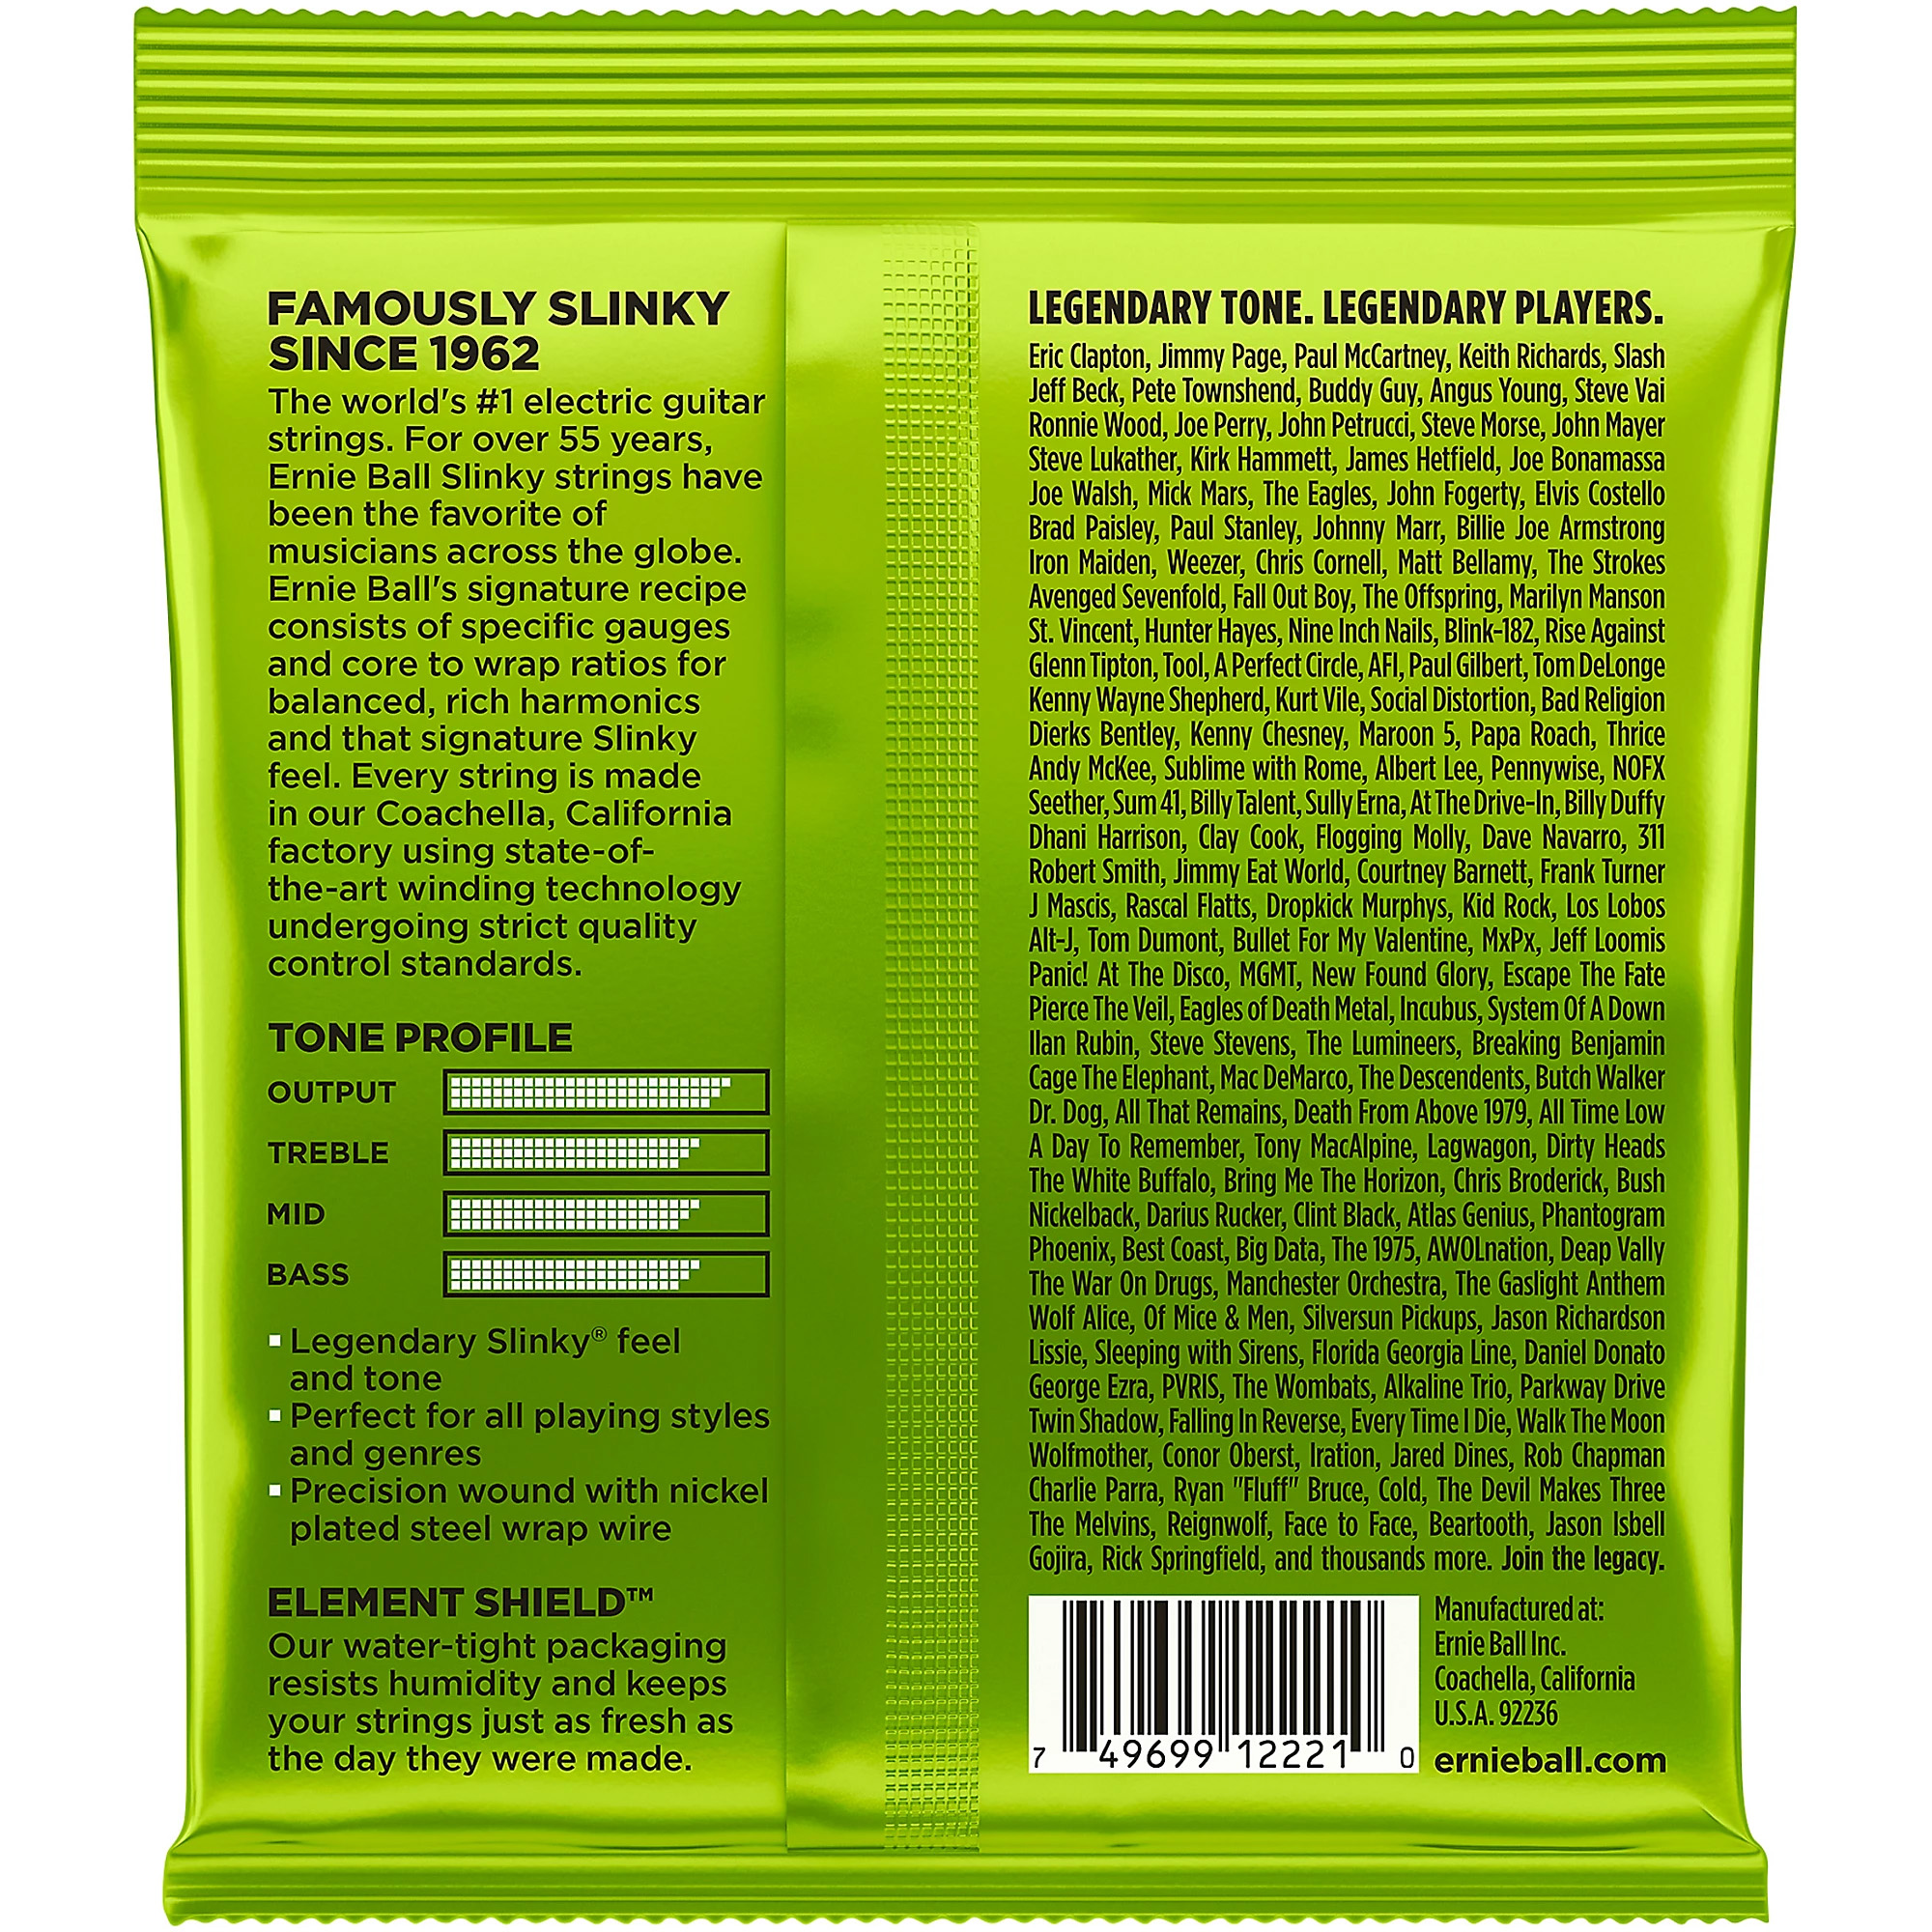 FAMOUSLY SLINKY
SINCE 1962
The world's #1 electric guitar
strings. For over 55 years,
Ernie Ball Slinky strings have
been the favorite of
musicians across the globe.
Ernie Ball's signature recipe
consists of specific gauges
and core to wrap ratios for
balanced, rich harmonics
and that signature Slinky
feel. Every string is made
in our Coachella, California
factory using state-of-
the-art winding technology
undergoing strict quality
control standards.
TONE PROFILE
OUTPUT
TREBLE
MID
BASS
▪ Legendary Slinky® feel
and tone
▪ Perfect for all playing styles
and genres
▪ Precision wound with nickel
plated steel wrap wire
ELEMENT SHIELD™
Our water-tight packaging
resists humidity and keeps
your strings just as fresh as
the day they were made.
LEGENDARY TONE. LEGENDARY PLAYERS.
Eric Clapton, Jimmy Page, Paul McCartney, Keith Richards, Slash
Jeff Beck, Pete Townshend, Buddy Guy, Angus Young, Steve Vai
Ronnie Wood, Joe Perry, John Petrucci, Steve Morse, John Mayer
Steve Lukather, Kirk Hammett, James Hetfield, Joe Bonamassa
Joe Walsh, Mick Mars, The Eagles, John Fogerty, Elvis Costello
Brad Paisley, Paul Stanley, Johnny Marr, Billie Joe Armstrong
Iron Maiden, Weezer, Chris Cornell, Matt Bellamy, The Strokes
Avenged Sevenfold, Fall Out Boy, The Offspring, Marilyn Manson
St. Vincent, Hunter Hayes, Nine Inch Nails, Blink-182, Rise Against
Glenn Tipton, Tool, A Perfect Circle, AFI, Paul Gilbert, Tom DeLonge
Kenny Wayne Shepherd, Kurt Vile, Social Distortion, Bad Religion
Dierks Bentley, Kenny Chesney, Maroon 5, Papa Roach, Thrice
Andy McKee, Sublime with Rome, Albert Lee, Pennywise, NOFX
Seether, Sum 41, Billy Talent, Sully Erna, At The Drive-In, Billy Duffy
Dhani Harrison, Clay Cook, Flogging Molly, Dave Navarro, 311
Robert Smith, Jimmy Eat World, Courtney Barnett, Frank Turner
J Mascis, Rascal Flatts, Dropkick Murphys, Kid Rock, Los Lobos
Alt-J, Tom Dumont, Bullet For My Valentine, MxPx, Jeff Loomis
Panic! At The Disco, MGMT, New Found Glory, Escape The Fate
Pierce The Veil, Eagles of Death Metal, Incubus, System Of A Down
Ilan Rubin, Steve Stevens, The Lumineers, Breaking Benjamin
Cage The Elephant, Mac DeMarco, The Descendents, Butch Walker
Dr. Dog, All That Remains, Death From Above 1979, All Time Low
A Day To Remember, Tony MacAlpine, Lagwagon, Dirty Heads
The White Buffalo, Bring Me The Horizon, Chris Broderick, Bush
Nickelback, Darius Rucker, Clint Black, Atlas Genius, Phantogram
Phoenix, Best Coast, Big Data, The 1975, AWOLnation, Deap Vally
The War On Drugs, Manchester Orchestra, The Gaslight Anthem
Wolf Alice, Of Mice & Men, Silversun Pickups, Jason Richardson
Lissie, Sleeping with Sirens, Florida Georgia Line, Daniel Donato
George Ezra, PVRIS, The Wombats, Alkaline Trio, Parkway Drive
Twin Shadow, Falling In Reverse, Every Time I Die, Walk The Moon
Wolfmother, Conor Oberst, Iration, Jared Dines, Rob Chapman
Charlie Parra, Ryan "Fluff" Bruce, Cold, The Devil Makes Three
The Melvins, Reignwolf, Face to Face, Beartooth, Jason Isbell
Gojira, Rick Springfield, and thousands more. Join the legacy.
7 49699 12221 0
Manufactured at:
Ernie Ball Inc.
Coachella, California
U.S.A. 92236
ernieball.com